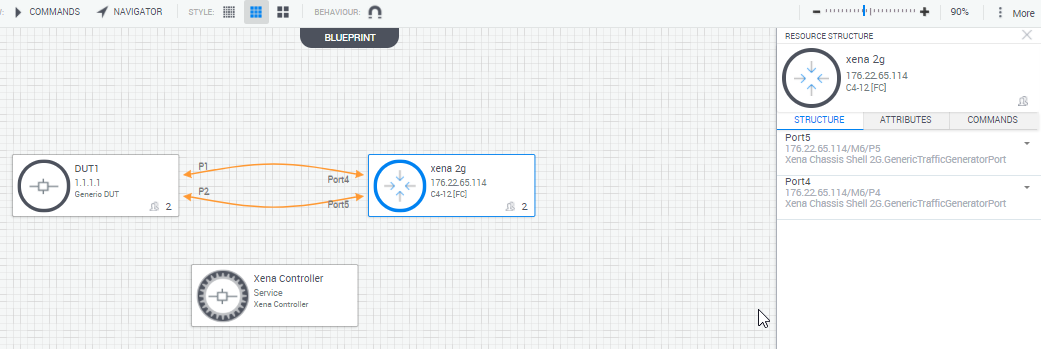 COMMANDS NAVIGATOR STYLE: BEHAVIOUR: 90% More
BLUEPRINT
RESOURCE STRUCTURE
xena 2g
176.22.65.114
C4-12 [FC]
STRUCTURE ATTRIBUTES COMMANDS
Port5
176.22.65.114/M6/P5
Xena Chassis Shell 2G.GenericTrafficGeneratorPort
Port4
176.22.65.114/M6/P4
Xena Chassis Shell 2G.GenericTrafficGeneratorPort
DUT1
1.1.1.1
Generio DUT
2
P1
P2
Port4
Port5
xena 2g
176.22.65.114
C4-12.[FC]
2
Xena Controller
Service
Xena Controller